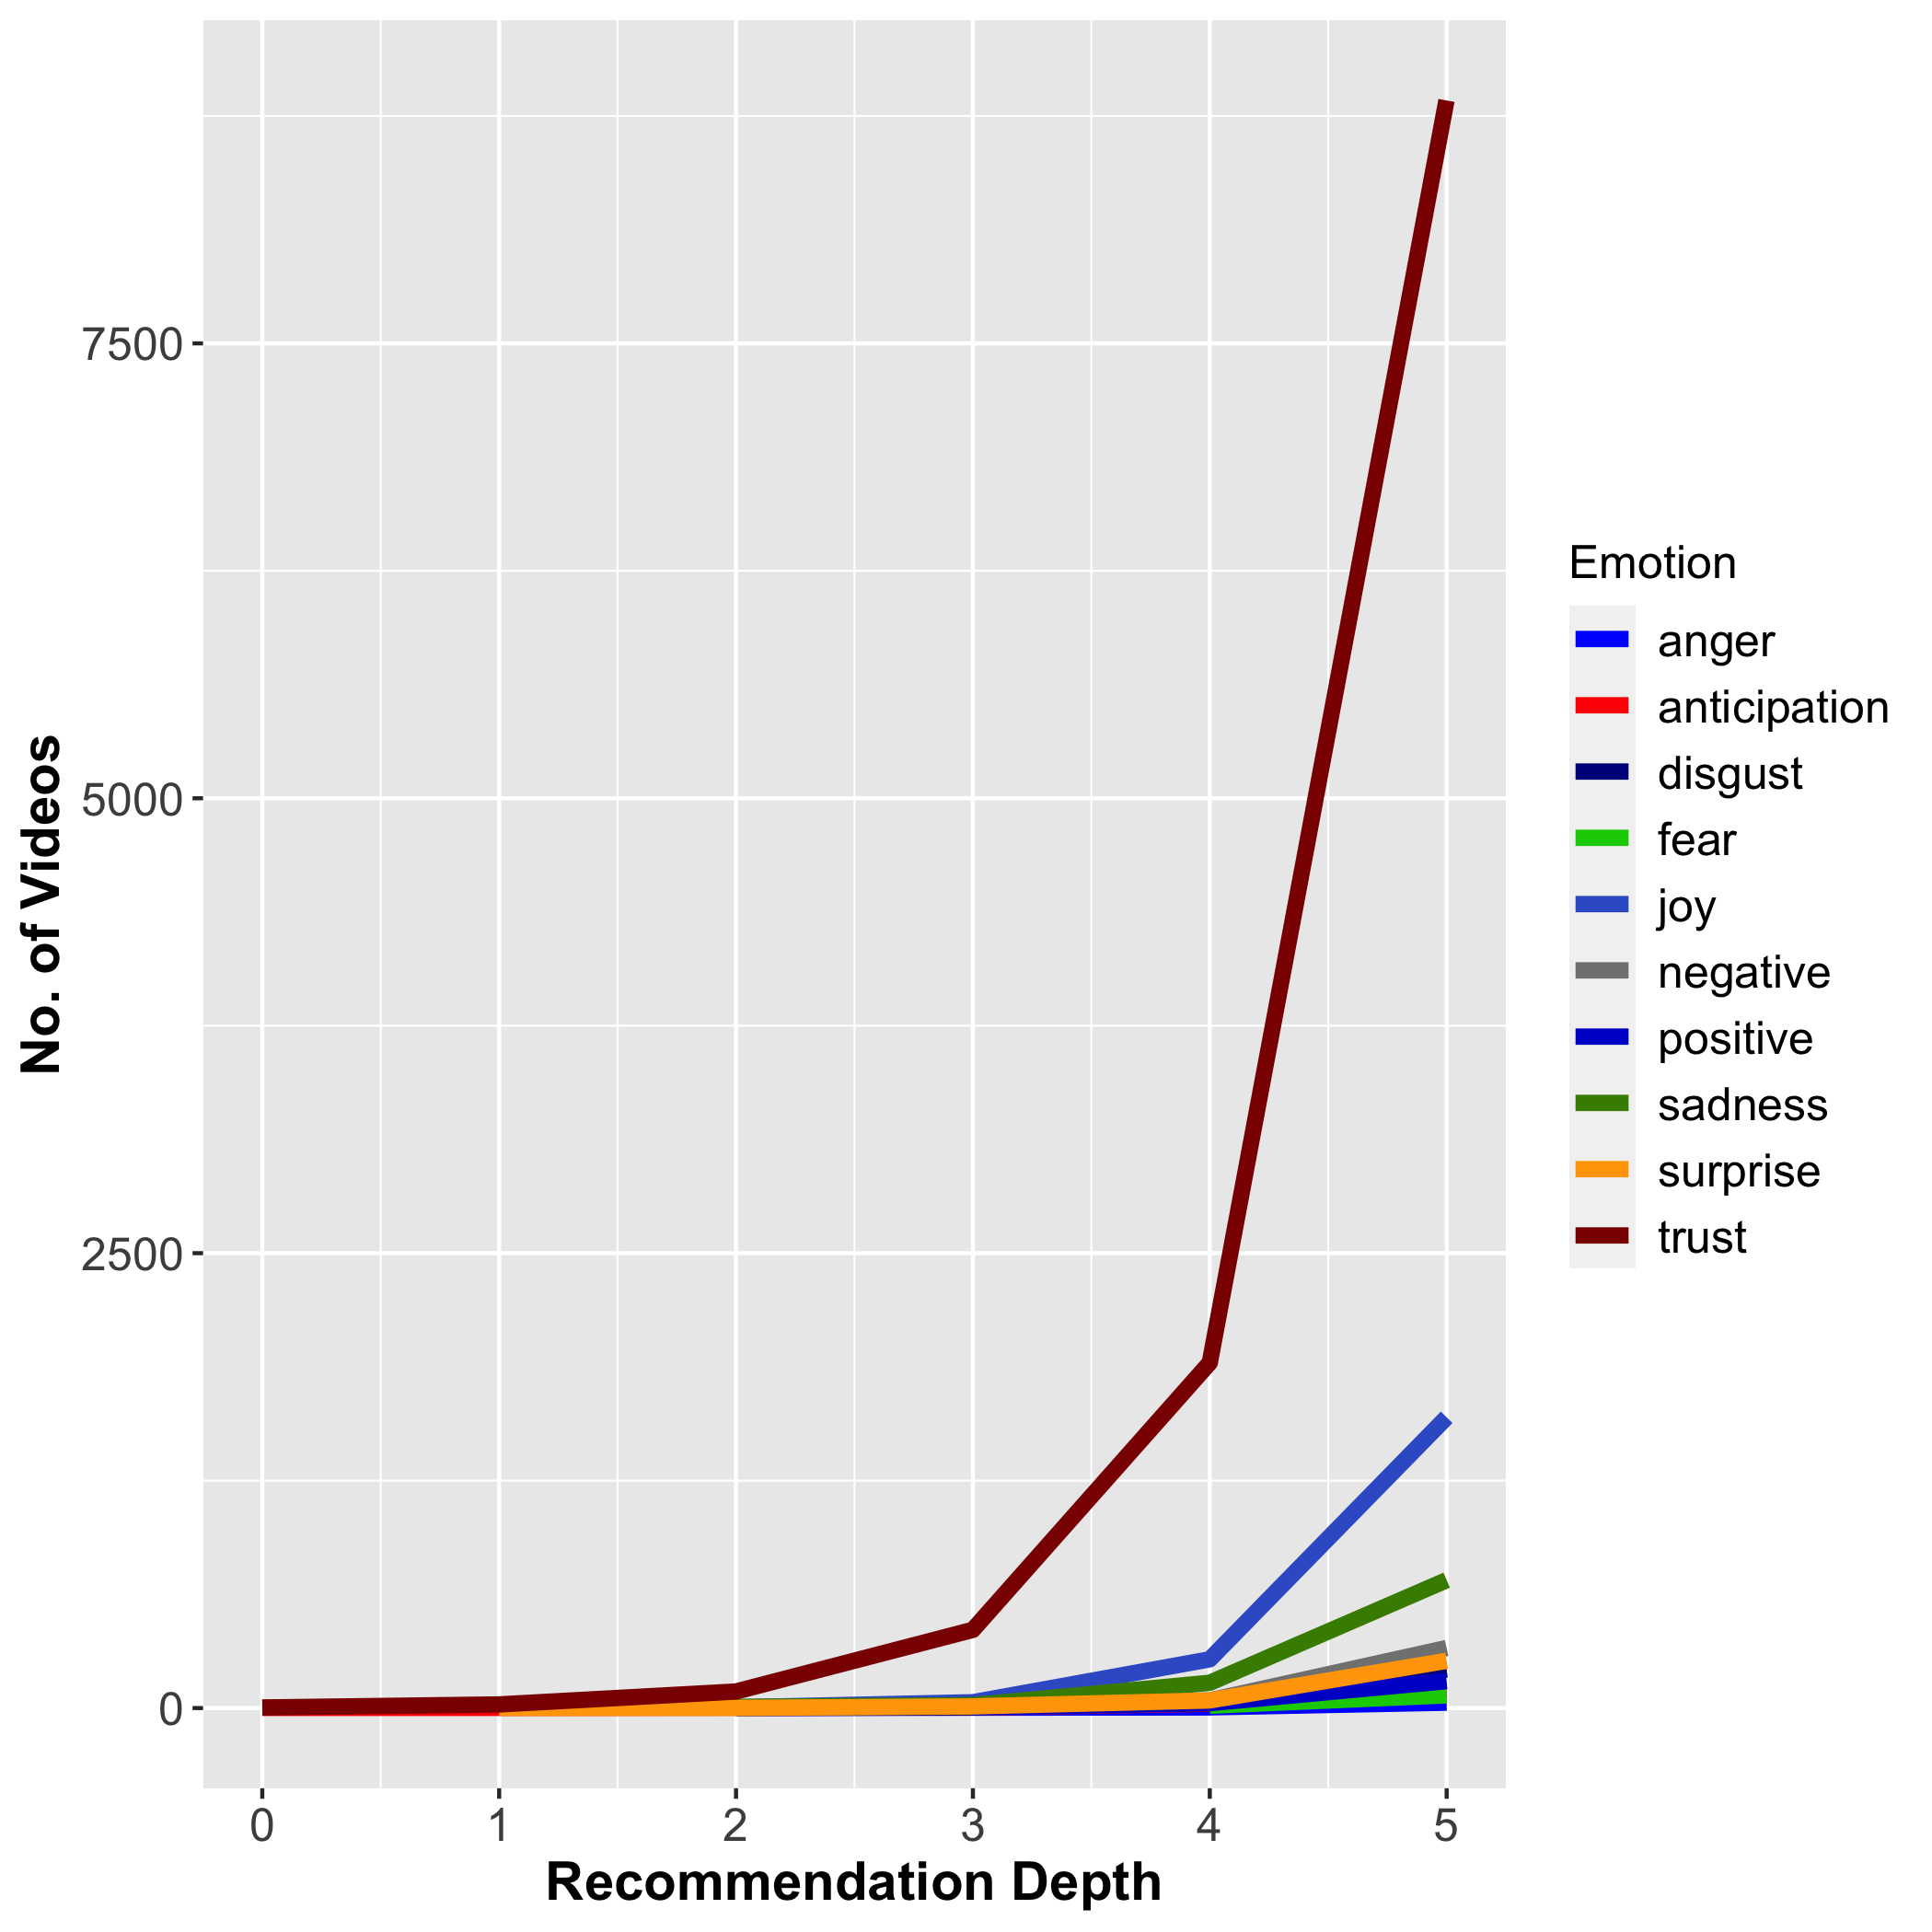 No. of Videos
7500
5000
2500
0
0 1 2 3 4 5
Recommendation Depth
Emotion
anger
anticipation
disgust
fear
joy
negative
positive
sadness
surprise
trust